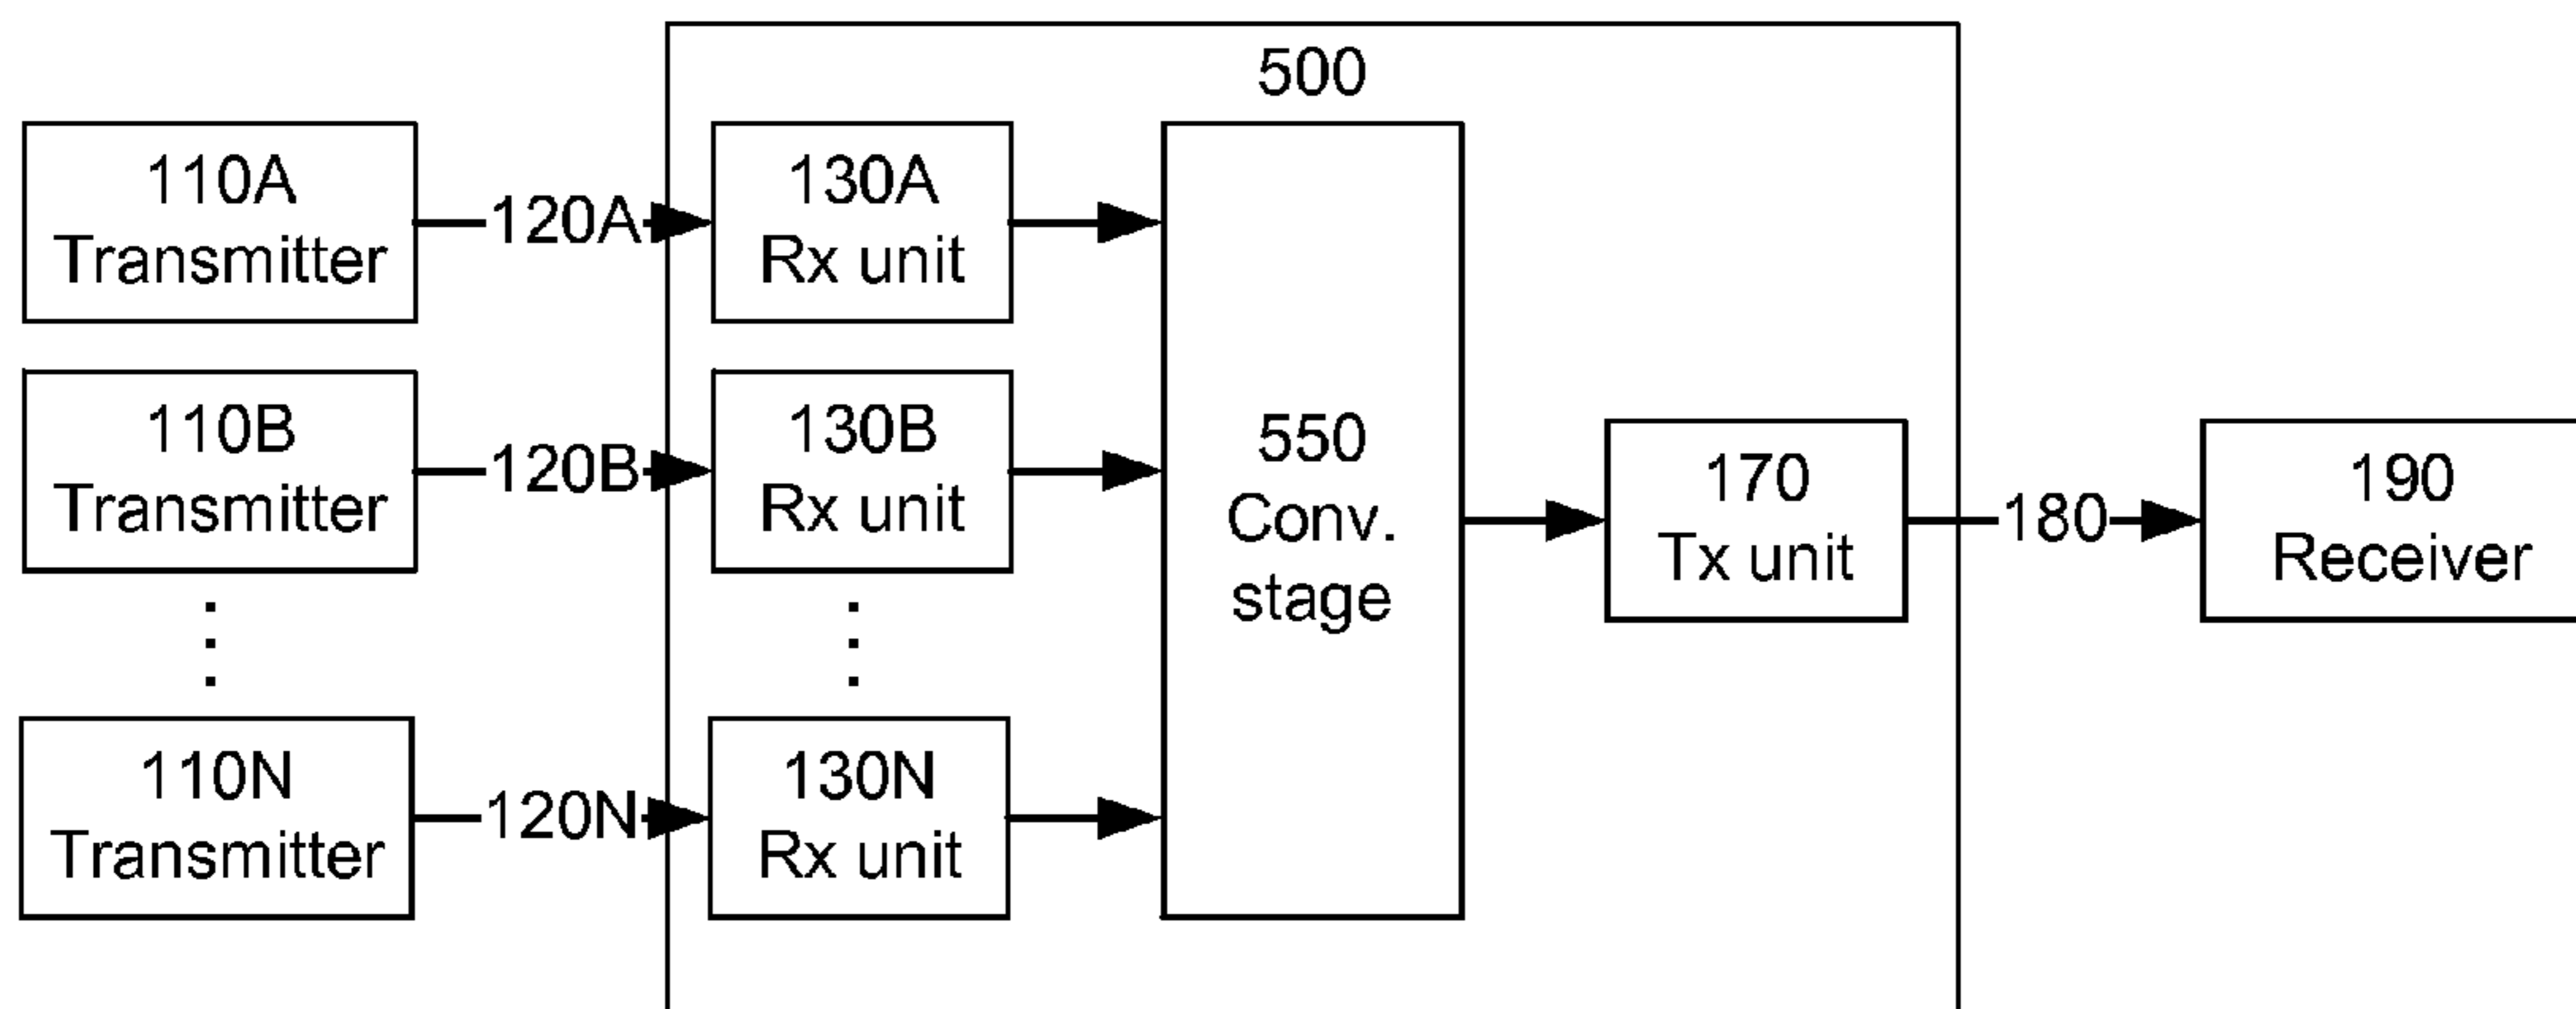 500
110A
Transmitter
120A
130A
Rx unit
110B
Transmitter
120B
130B
Rx unit
110N
Transmitter
120N
130N
Rx unit
550
Conv.
stage
170
Tx unit
180
190
Receiver